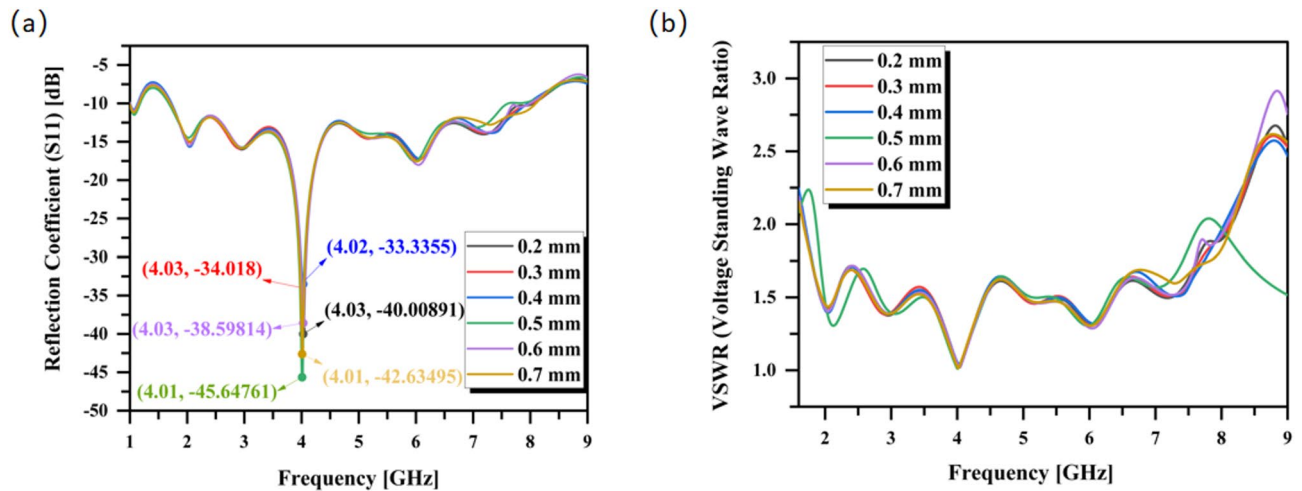 (a)
Reflection Coefficient (S11) [dB]
-5
-10
-15
-20
-25
-30
-35
-40
-45
-50
(4.02, -33.3355)
(4.03, -34.018)
(4.03, -40.00891)
(4.03, -38.59814)
(4.01, -42.63495)
(4.01, -45.64761)
0.2 mm
0.3 mm
0.4 mm
0.5 mm
0.6 mm
0.7 mm
1 2 3 4 5 6 7 8 9
Frequency [GHz]
(b)
VSWR (Voltage Standing Wave Ratio)
3.0
2.5
2.0
1.5
1.0
0.2 mm
0.3 mm
0.4 mm
0.5 mm
0.6 mm
0.7 mm
2 3 4 5 6 7 8 9
Frequency [GHz]